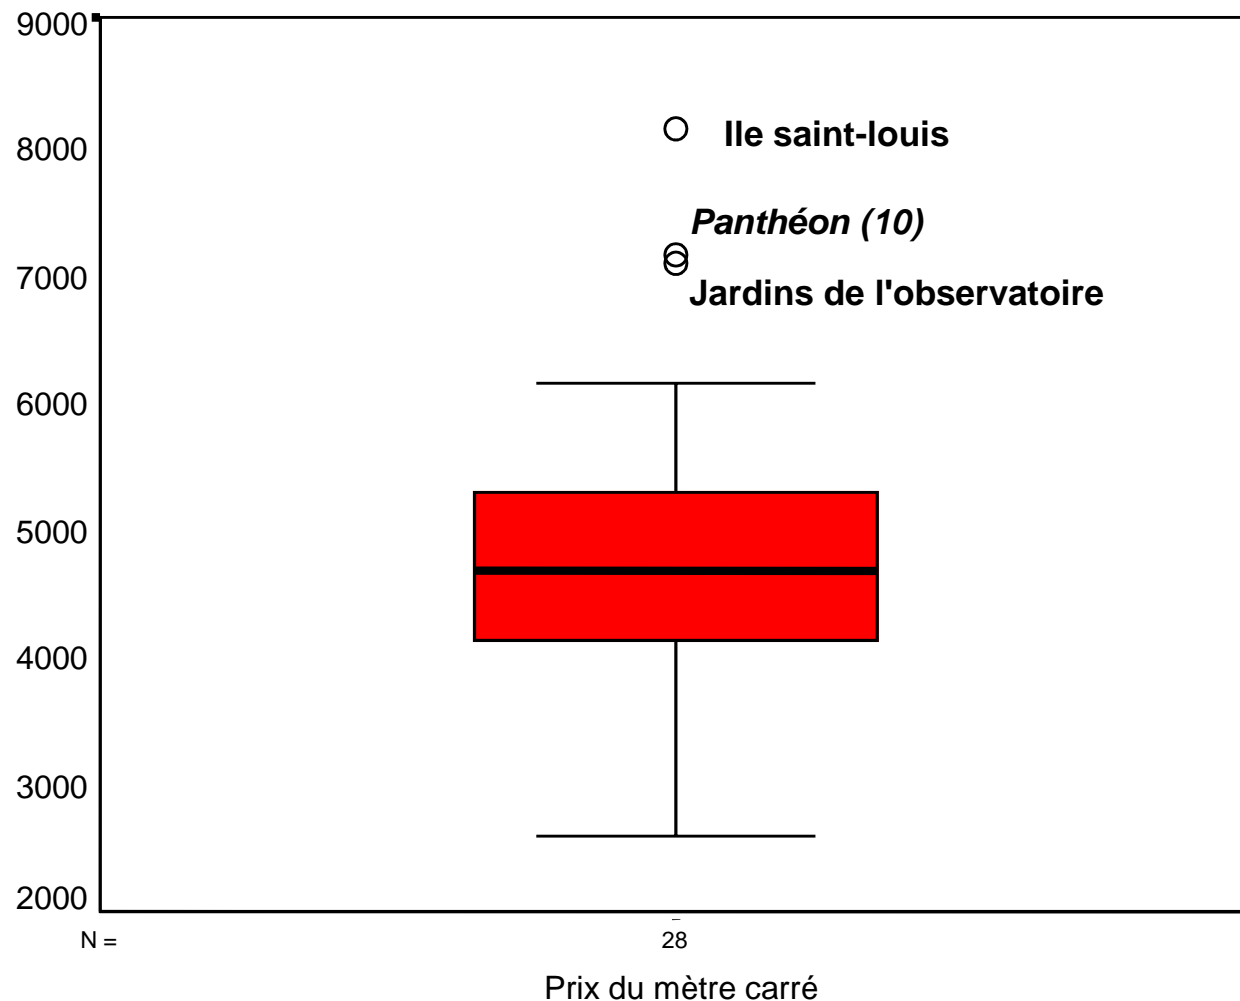 9000
Ile saint-louis
8000
Panthéon (10)
7000
Jardins de l'observatoire
6000
5000
4000
3000
2000
N = 28
Prix du mètre carré